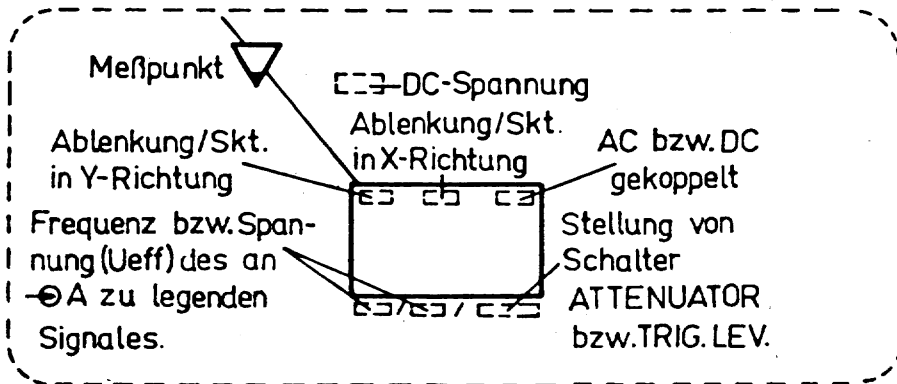 Meßpunkt
DC-Spannung
Ablenkung/Skt.
in X-Richtung
Ablenkung/Skt.
in Y-Richtung
AC bzw. DC
gekoppelt
Frequenz bzw. Span-
nung (Ueff) des an
A zu legenden
Signales.
Stellung von
Schalter
ATTENUATOR
bzw. TRIG. LEV.
/ /